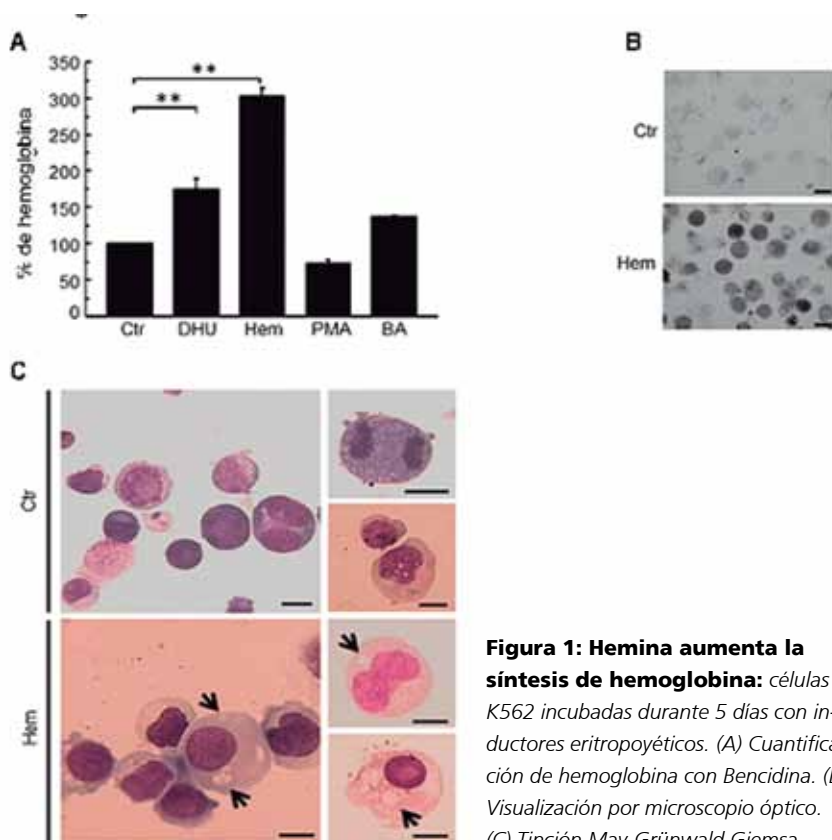 A
B
% de hemoglobina
350
300
250
200
150
100
50
0
**
**
Ctr DHU Hem PMA BA
Ctr
Hem
C
Ctr
Hem
Figura 1: Hemina aumenta la
síntesis de hemoglobina: células
K562 incubadas durante 5 días con in-
ductores eritropoyéticos. (A) Cuantifica
ción de hemoglobina con Bencidina. (B
Visualización por microscopio óptico.
(C) Tinción May-Grünwald Giemsa